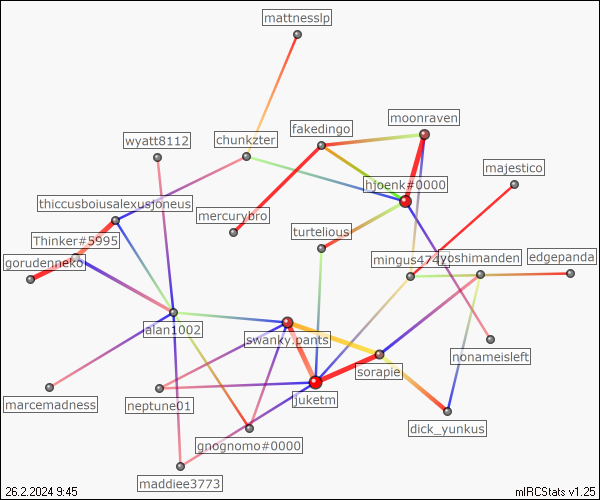 mattnesslp
moonraven
fakedingo
wyatt8112
chunkzter
majestico
hjoenk#0000
thiccusboiusalexusjoneus
mercurybro
turtelious
Thinker#5995
gorudenneko
yoshimanden
edgepanda
alan1002
swanky.pants
nonameisleft
sorapie
marcemadness
neptune01
juketm
dick_yunkus
gnognomo#0000
maddiee3773
26.2.2024 9:45
mIRCStats v1.25